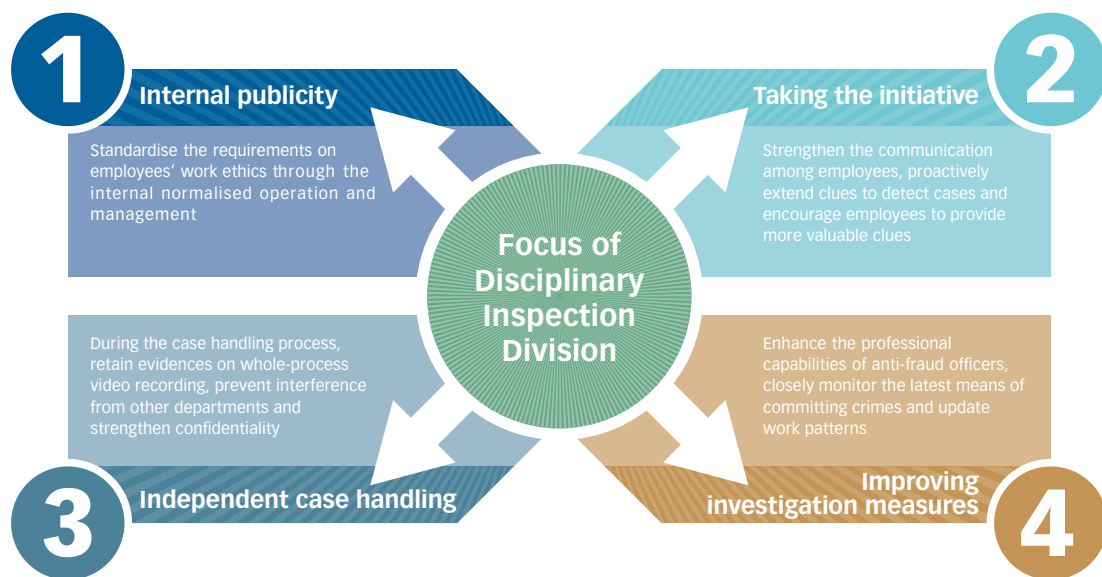 1
Internal publicity
Standardise the requirements on
employees' work ethics through the
internal normalised operation and
management
2
Taking the initiative
Strengthen the communication
among employees, proactively
extend clues to detect cases and
encourage employees to provide
more valuable clues
Focus of
Disciplinary
Inspection
Division
During the case handling process,
retain evidences on whole-process
video recording, prevent interference
from other departments and
strengthen confidentiality
3
Independent case handling
Enhance the professional
capabilities of anti-fraud officers,
closely monitor the latest means of
committing crimes and update
work patterns
Improving
investigation measures
4